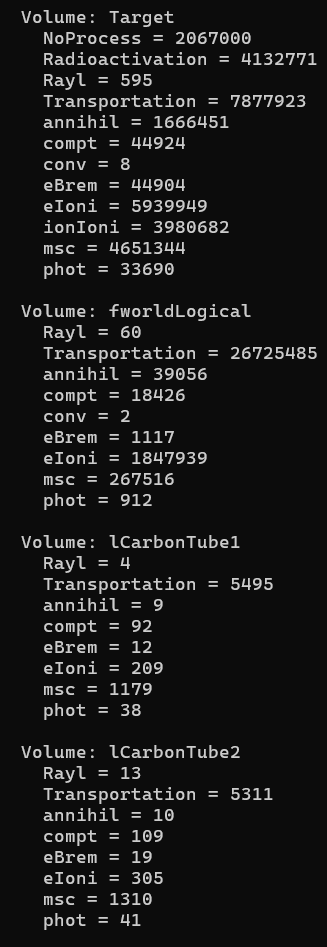 Volume: Target
NoProcess = 2067000
Radioactivation = 4132771
Rayl = 595
Transportation = 7877923
annihil = 1666451
compt = 44924
conv = 8
eBrem = 44904
eIoni = 5939949
ionIoni = 3980682
msc = 4651344
phot = 33690
Volume: fworldLogical
Rayl = 60
Transportation = 26725485
annihil = 39056
compt = 18426
conv = 2
eBrem = 1117
eIoni = 1847939
msc = 267516
phot = 912
Volume: lCarbonTube1
Rayl = 4
Transportation = 5495
annihil = 9
compt = 92
eBrem = 12
eIoni = 209
msc = 1179
phot = 38
Volume: lCarbonTube2
Rayl = 13
Transportation = 5311
annihil = 10
compt = 109
eBrem = 19
eIoni = 305
msc = 1310
phot = 41